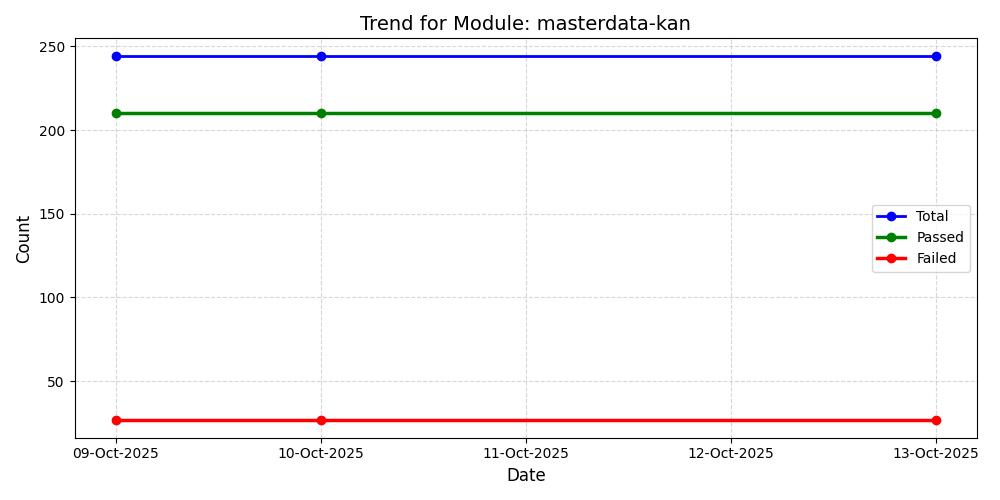 Trend for Module: masterdata-kan
250
200
150
100
50
Count
Total
Passed
Failed
09-Oct-2025
10-Oct-2025
11-Oct-2025
12-Oct-2025
13-Oct-2025
Date